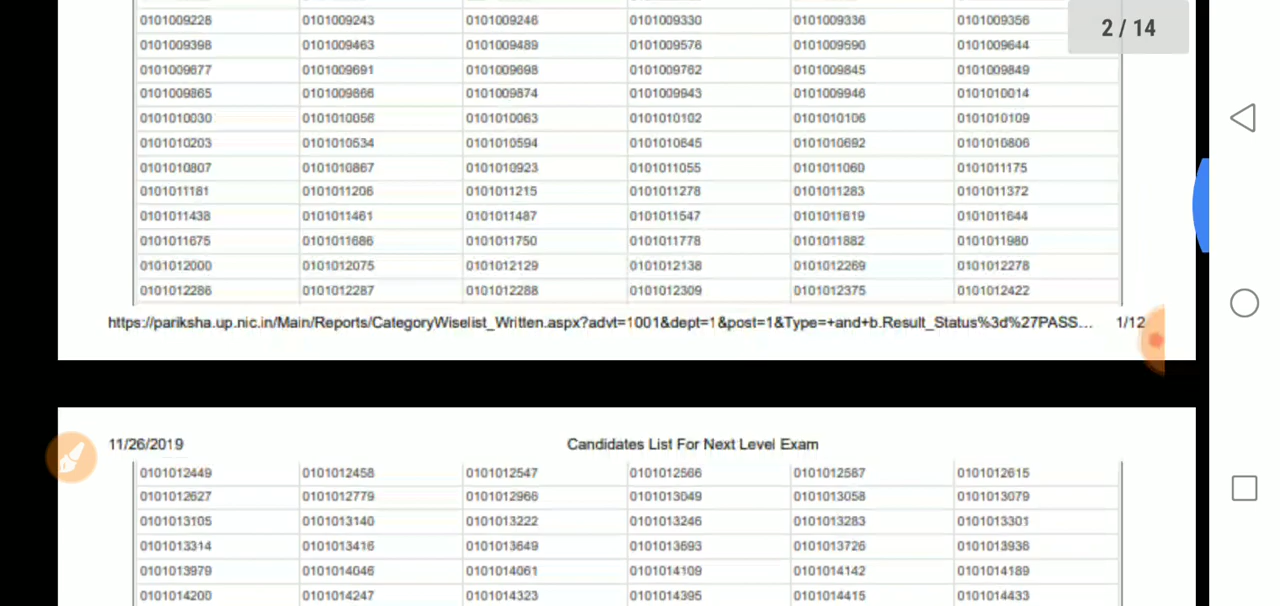 0101009228 0101009243 0101009246 0101009330 0101009336 0101009356
2 / 14
0101009398 0101009463 0101009489 0101009576 0101009590 0101009644
0101009677 0101009691 0101009698 0101009762 0101009845 0101009849
0101009865 0101009866 0101009874 0101009943 0101009946 0101010014
0101010030 0101010056 0101010063 0101010102 0101010106 0101010109
0101010203 0101010534 0101010594 0101010645 0101010692 0101010806
0101010807 0101010867 0101010923 0101011055 0101011060 0101011175
0101011181 0101011206 0101011215 0101011278 0101011283 0101011372
0101011438 0101011461 0101011487 0101011547 0101011619 0101011644
0101011675 0101011686 0101011750 0101011778 0101011882 0101011980
0101012000 0101012075 0101012129 0101012138 0101012269 0101012278
0101012286 0101012287 0101012288 0101012309 0101012375 0101012422
https://pariksha.up.nic.in/Main/Reports/CategoryWiselist_Written.aspx?advt=1001&dept=1&post=1&Type=+and+b.Result_Status%3d%27PASS... 1/12
11/26/2019 Candidates List For Next Level Exam
0101012449 0101012458 0101012547 0101012566 0101012587 0101012615
0101012627 0101012779 0101012966 0101013049 0101013058 0101013079
0101013105 0101013140 0101013222 0101013246 0101013283 0101013301
0101013314 0101013416 0101013649 0101013693 0101013726 0101013938
0101013979 0101014046 0101014061 0101014109 0101014142 0101014189
0101014200 0101014247 0101014323 0101014395 0101014415 0101014433